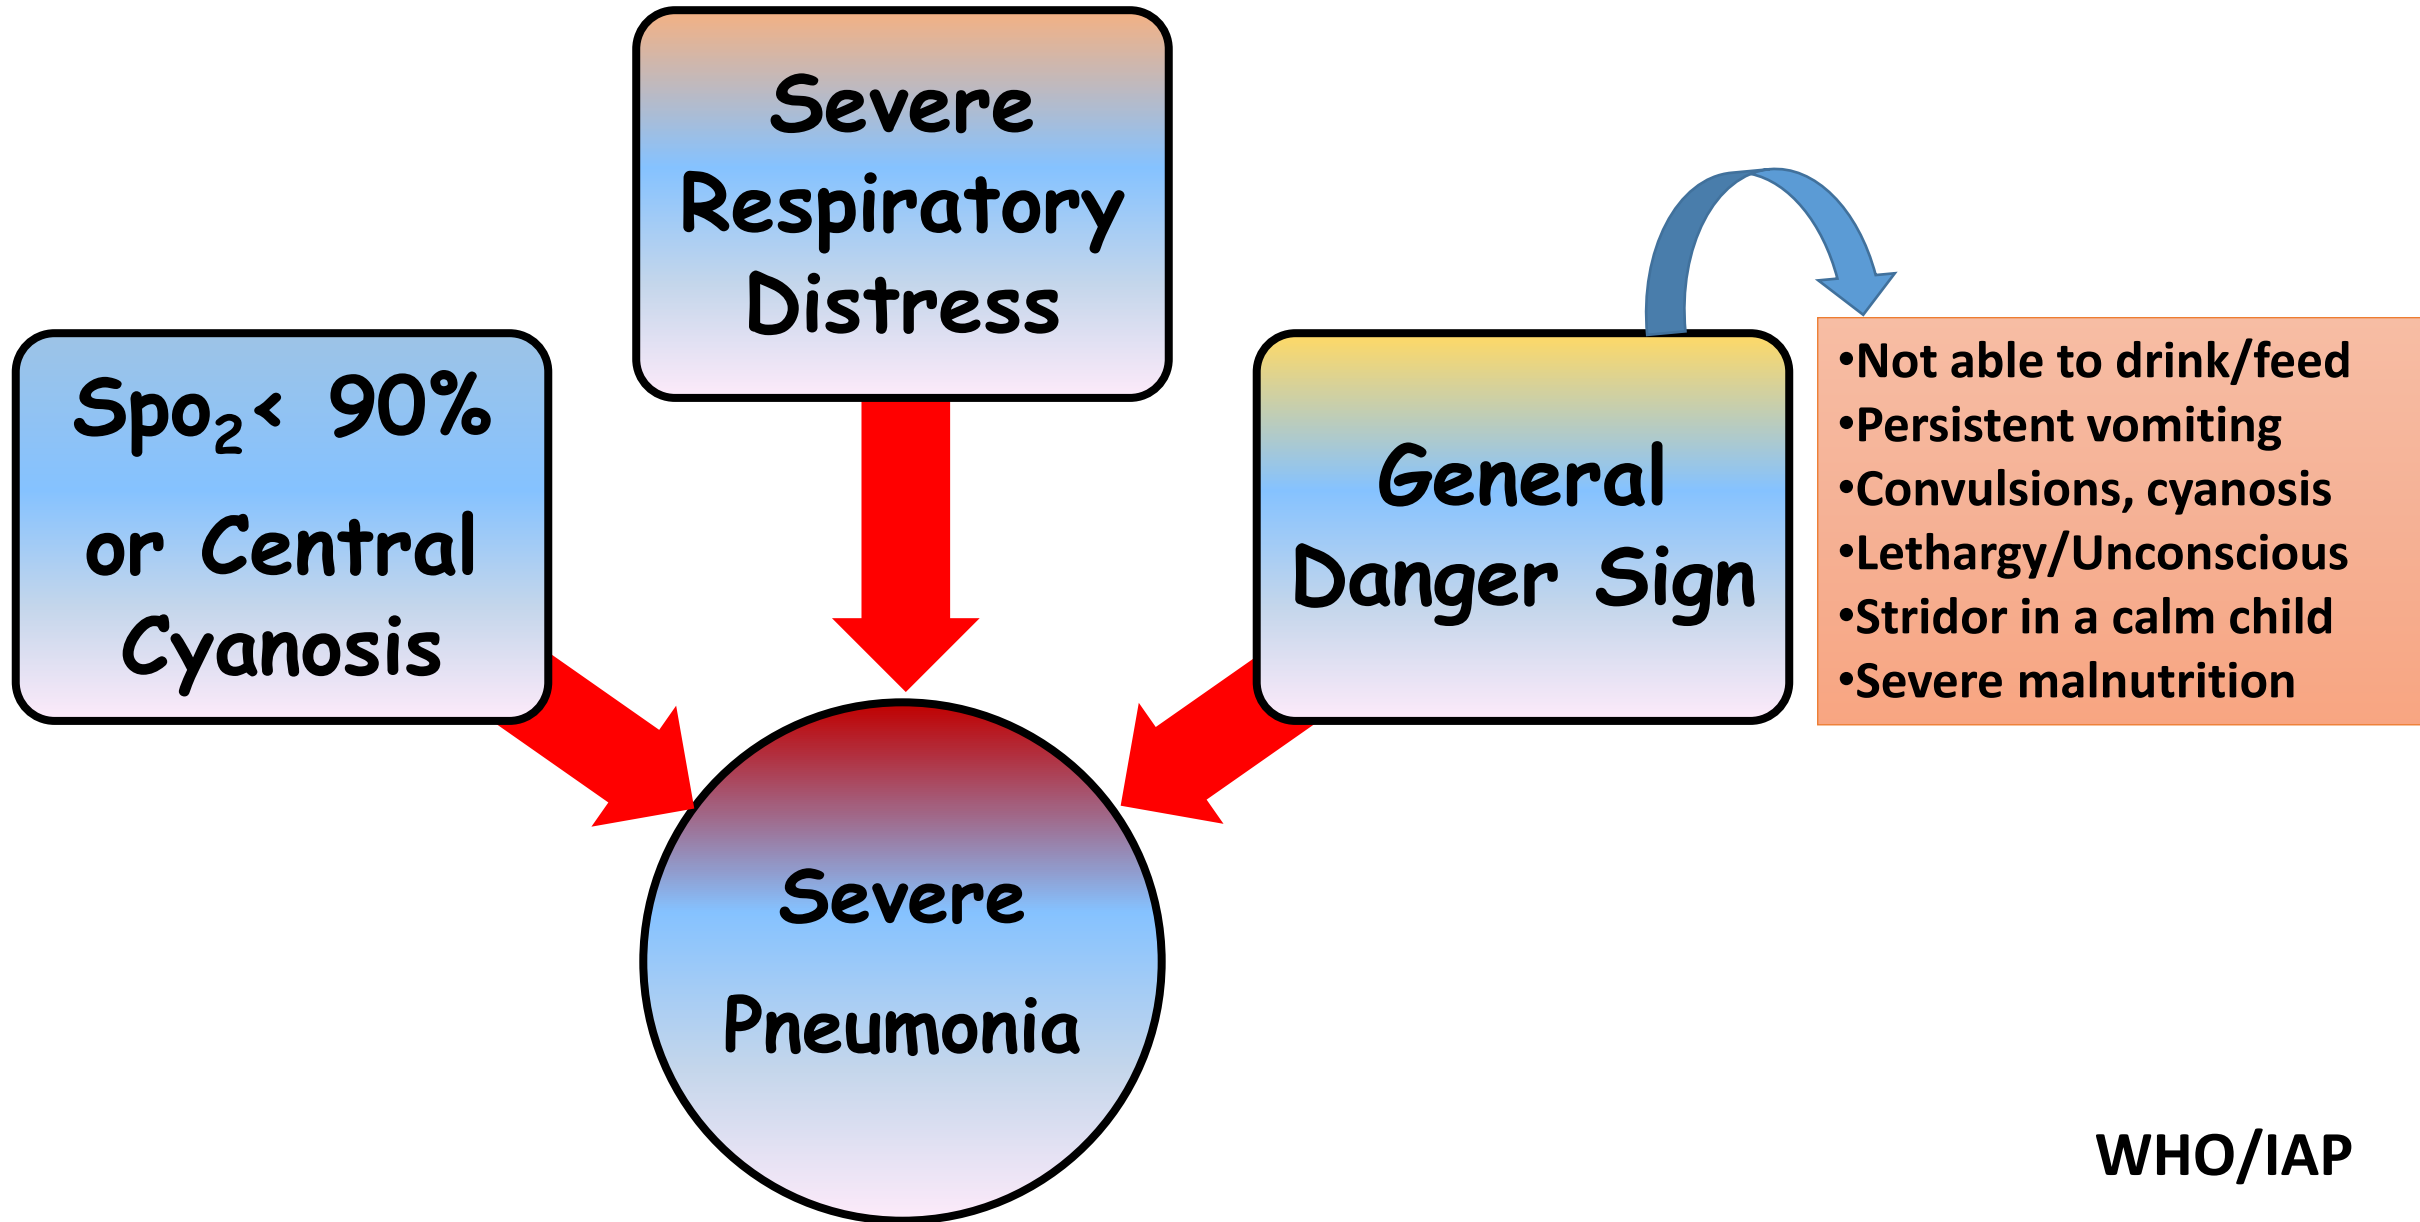 Severe
Respiratory
Distress
Spo₂< 90%
or Central
Cyanosis
General
Danger Sign
•Not able to drink/feed
•Persistent vomiting
•Convulsions, cyanosis
•Lethargy/Unconscious
•Stridor in a calm child
•Severe malnutrition
Severe
Pneumonia
WHO/IAP